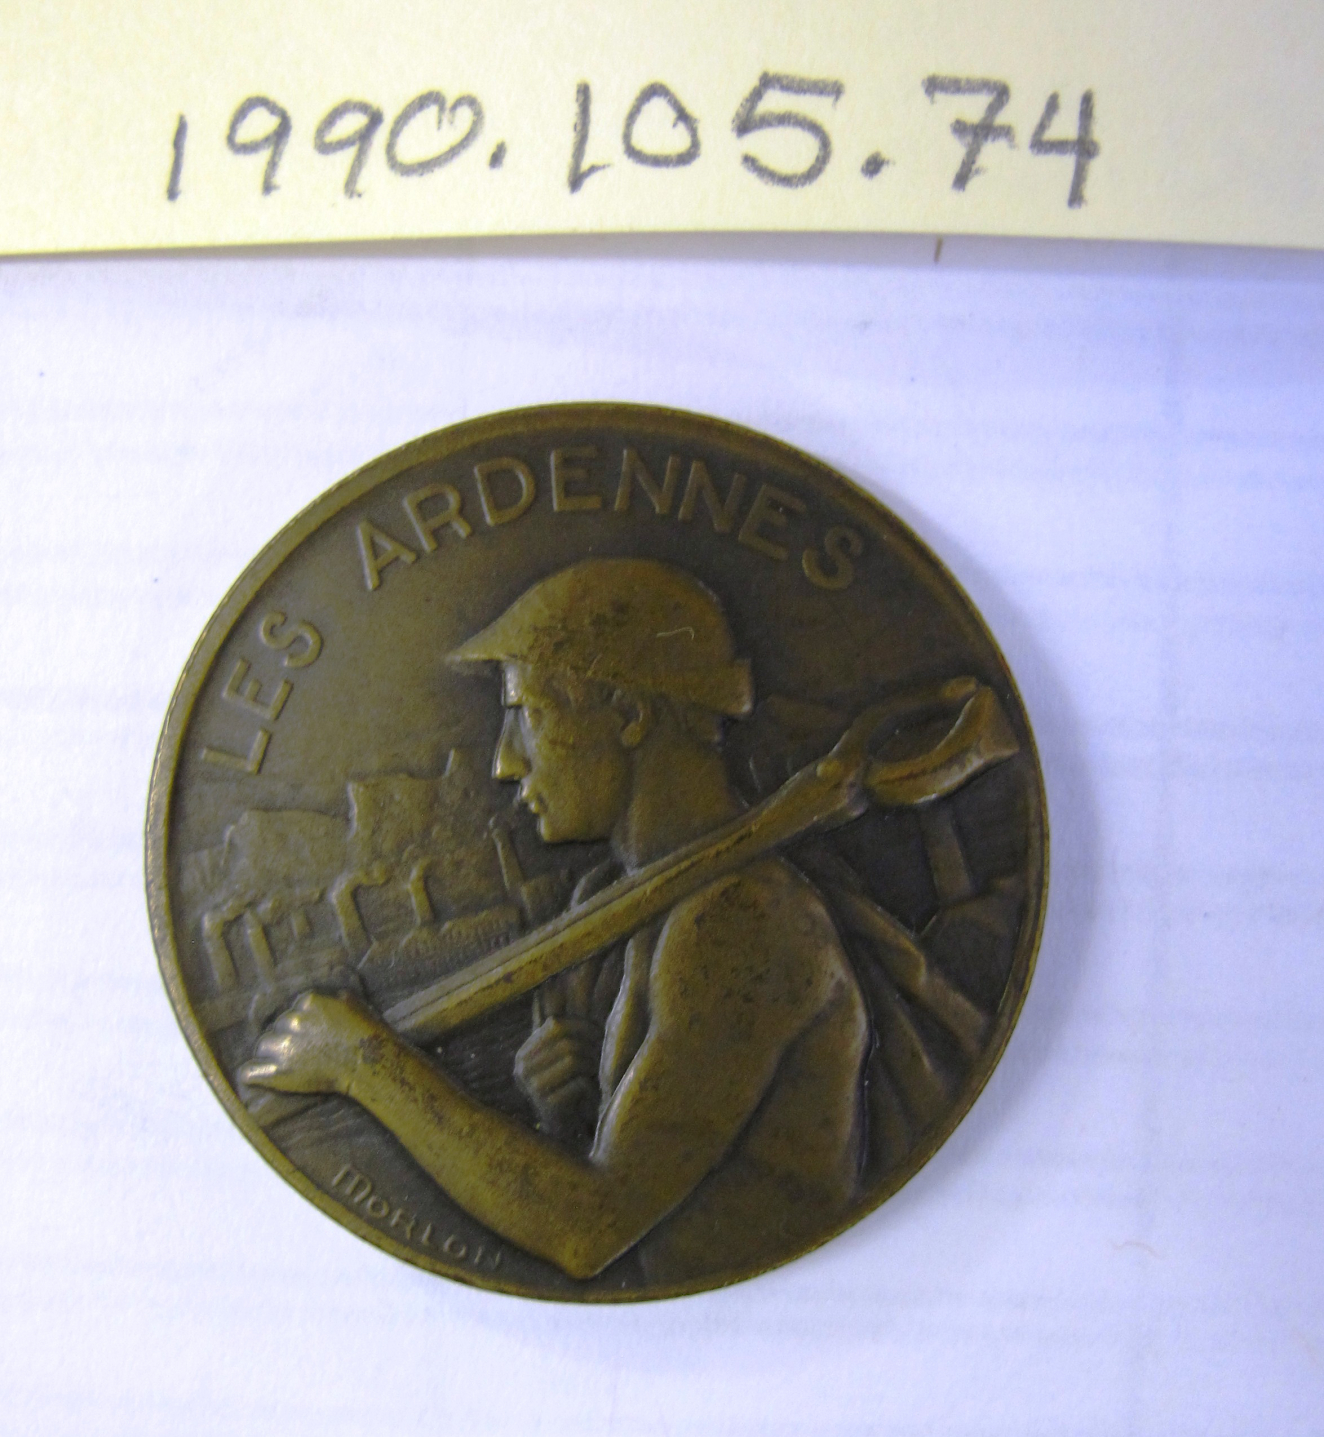 1990.105.74
LES ARDENNES
MORLON